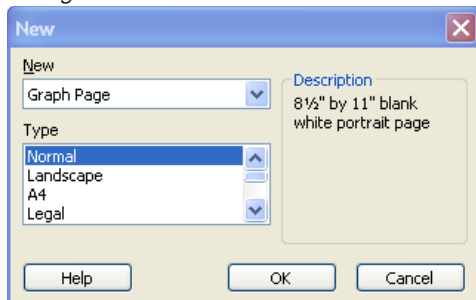 New
New
Graph Page
Type
Normal
Landscape
A4
Legal
Description
8½" by 11" blank
white portrait page
Help
OK
Cancel